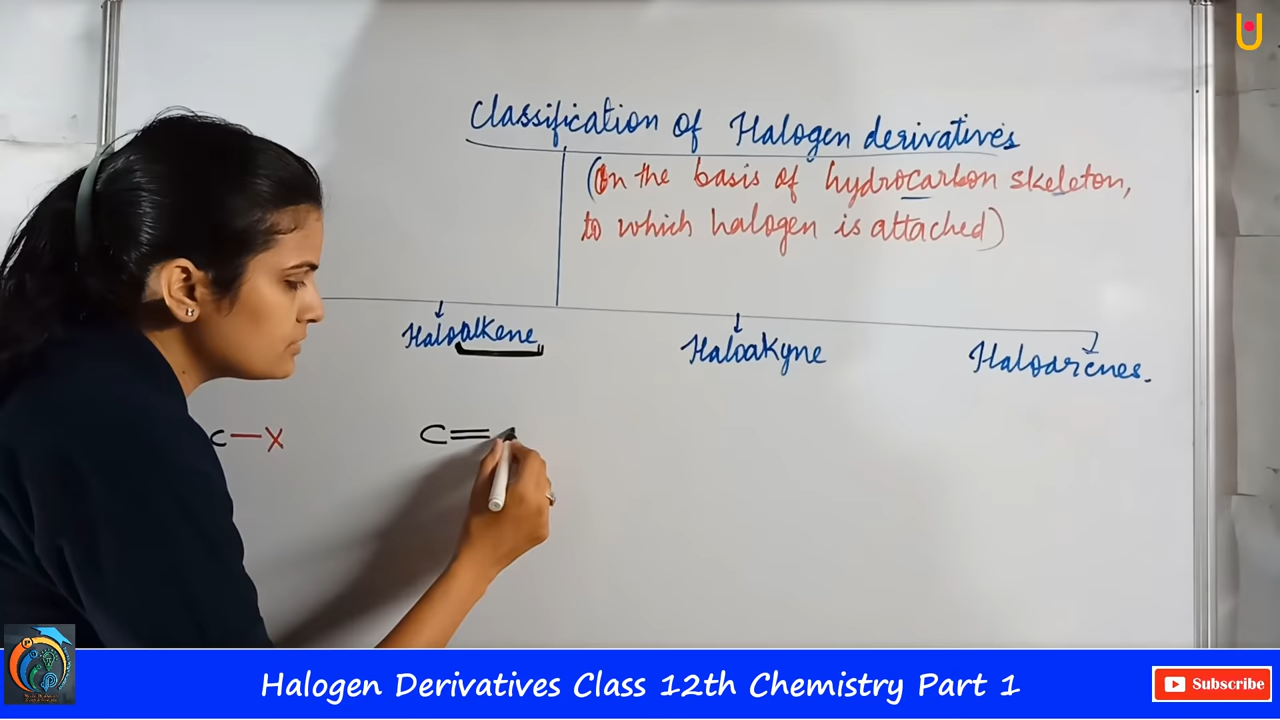 Classification of Halogen derivatives
(On the basis of hydrocarbon skeleton,
to which halogen is attached)
Haloalkene
Haloakyne
Haloarenes.
C—X
C=
Halogen Derivatives Class 12th Chemistry Part 1
Subscribe